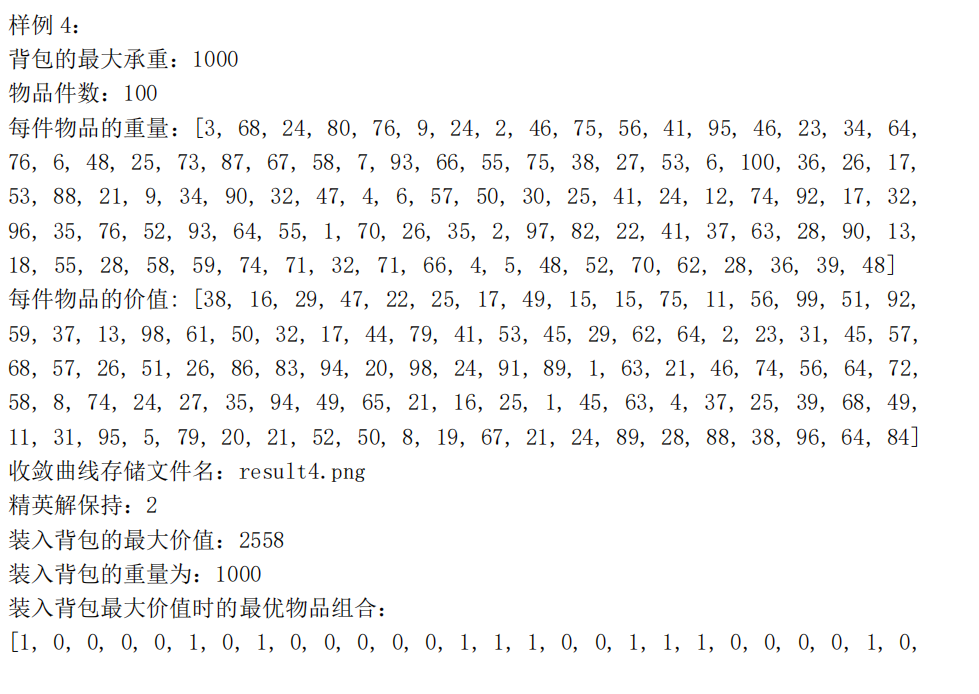 样例 4：
背包的最大承重：1000
物品件数：100
每件物品的重量：[3, 68, 24, 80, 76, 9, 24, 2, 46, 75, 56, 41, 95, 46, 23, 34, 64,
76, 6, 48, 25, 73, 87, 67, 58, 7, 93, 66, 55, 75, 38, 27, 53, 6, 100, 36, 26, 17,
53, 88, 21, 9, 34, 90, 32, 47, 4, 6, 57, 50, 30, 25, 41, 24, 12, 74, 92, 17, 32,
96, 35, 76, 52, 93, 64, 55, 1, 70, 26, 35, 2, 97, 82, 22, 41, 37, 63, 28, 90, 13,
18, 55, 28, 58, 59, 74, 71, 32, 71, 66, 4, 5, 48, 52, 70, 62, 28, 36, 39, 48]
每件物品的价值: [38, 16, 29, 47, 22, 25, 17, 49, 15, 15, 75, 11, 56, 99, 51, 92,
59, 37, 13, 98, 61, 50, 32, 17, 44, 79, 41, 53, 45, 29, 62, 64, 2, 23, 31, 45, 57,
68, 57, 26, 51, 26, 86, 83, 94, 20, 98, 24, 91, 89, 1, 63, 21, 46, 74, 56, 64, 72,
58, 8, 74, 24, 27, 35, 94, 49, 65, 21, 16, 25, 1, 45, 63, 4, 37, 25, 39, 68, 49,
11, 31, 95, 5, 79, 20, 21, 52, 50, 8, 19, 67, 21, 24, 89, 28, 88, 38, 96, 64, 84]
收敛曲线存储文件名：result4.png
精英解保持：2
装入背包的最大价值：2558
装入背包的重量为：1000
装入背包最大价值时的最优物品组合：
[1, 0, 0, 0, 0, 1, 0, 1, 0, 0, 0, 0, 0, 1, 1, 1, 0, 0, 1, 1, 1, 0, 0, 0, 0, 1, 0,